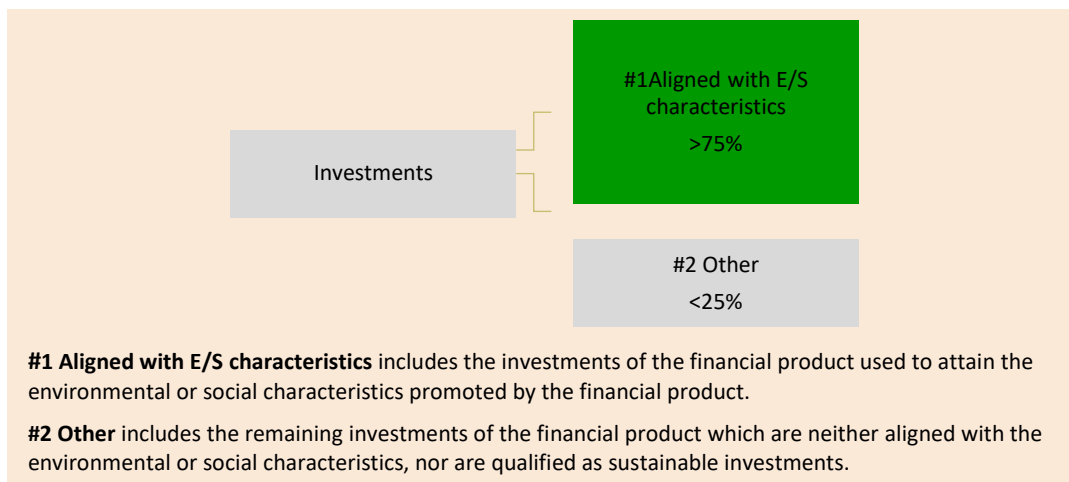 #1Aligned with E/S
characteristics
>75%
Investments
#2 Other
<25%
#1 Aligned with E/S characteristics includes the investments of the financial product used to attain the
environmental or social characteristics promoted by the financial product.
#2 Other includes the remaining investments of the financial product which are neither aligned with the
environmental or social characteristics, nor are qualified as sustainable investments.